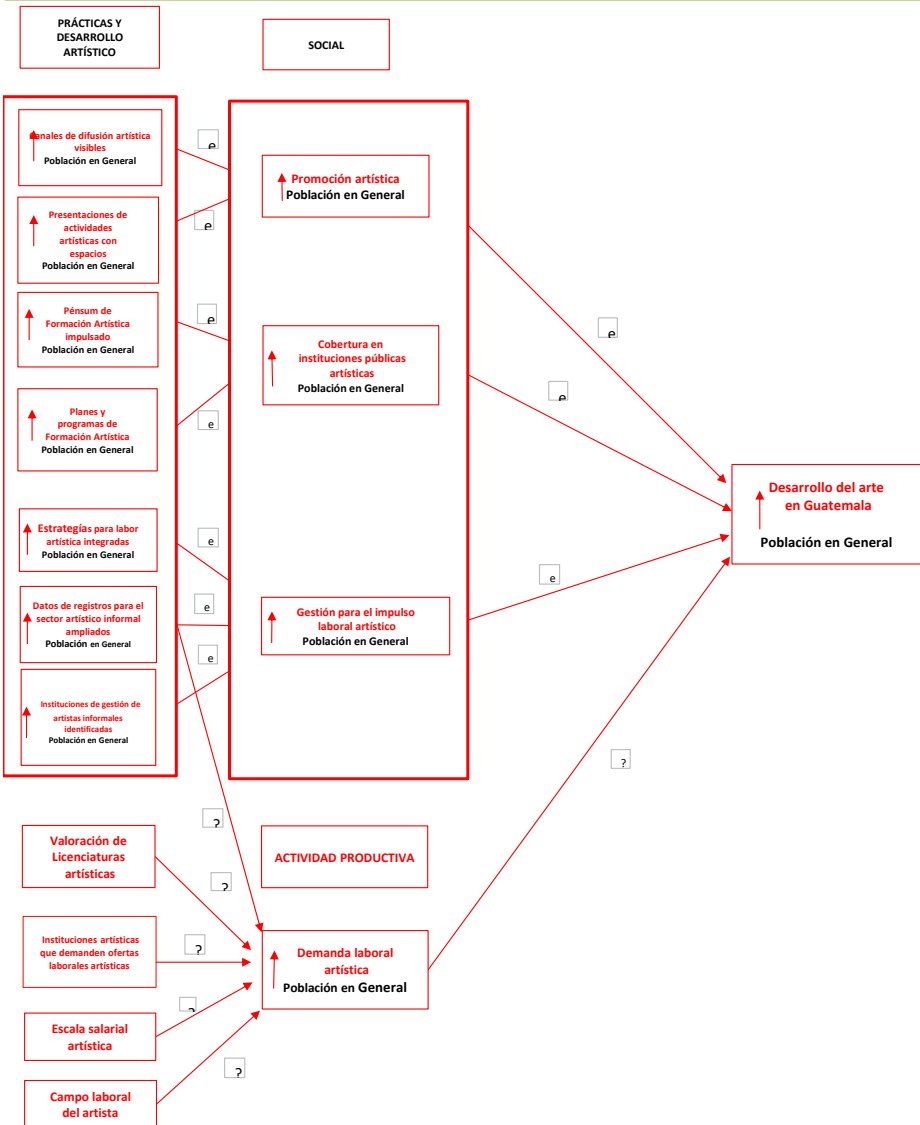 PRÁCTICAS Y
DESARROLLO
ARTÍSTICO
SOCIAL
anales de difusión artística
visibles
Población en General
Presentaciones de
actividades
artísticas con
espacios
Población en General
Pénsum de
Formación Artística
impulsado
Población en General
Planes y
programas de
Formación Artística
Población en General
Estrategías para labor
artística integradas
Población en General
Datos de registros para el
sector artístico informal
ampliados
Población en General
Instituciones de gestión de
artístas informales
identificadas
Población en General
e
e
e
e
e
e
e
Promoción artística
Población en General
Cobertura en
instituciones públicas
artísticas
Población en General
Gestión para el impulso
laboral artístico
Población en General
e
e
e
?
Desarrollo del arte
en Guatemala
Población en General
Valoración de
Licenciaturas
artísticas
Instituciones artísticas
que demanden ofertas
laborales artísticas
Escala salarial
artística
Campo laboral
del artista
?
?
?
?
?
ACTIVIDAD PRODUCTIVA
Demanda laboral
artística
Población en General